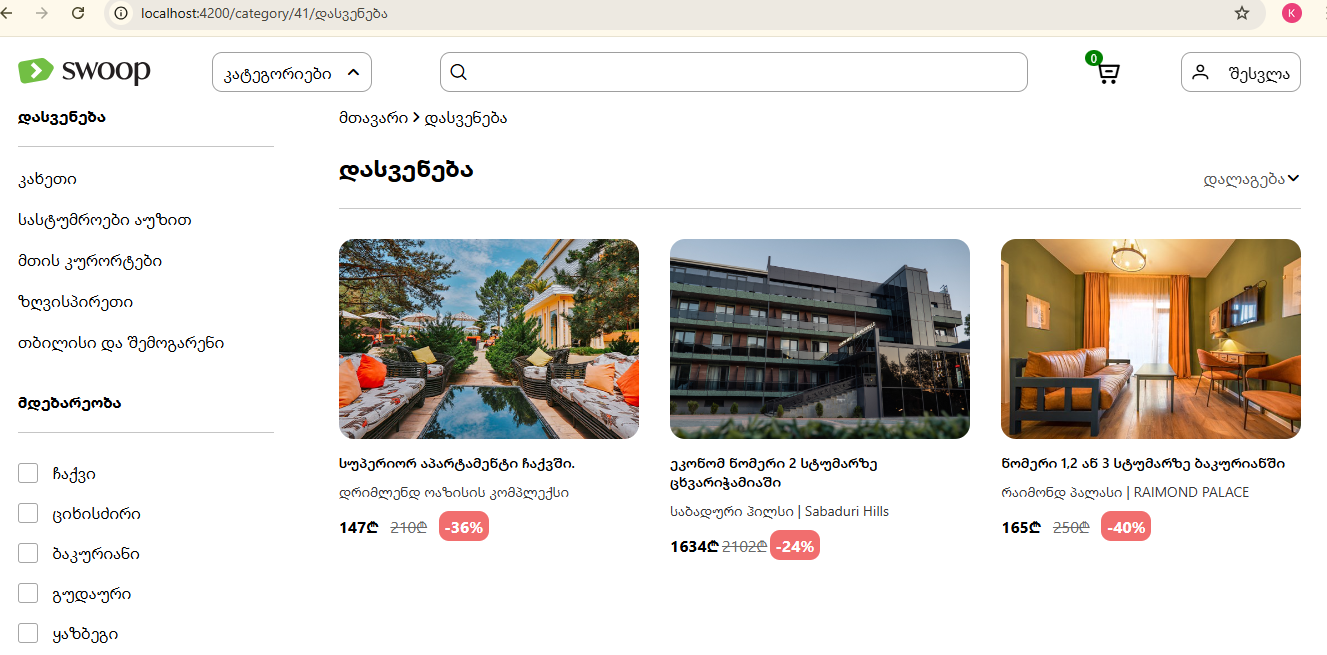 localhost:4200/category/41/დასვენება
K
swoop
კატეგორიები
0
შესვლა
დასვენება
კახეთი
სასტუმროები აუზით
მთის კურორტები
ზღვისპირეთი
თბილისი და შემოგარენი
მდებარეობა
ჩაქვი
ციხისძირი
ბაკურიანი
გუდაური
ყაზბეგი
მთავარი > დასვენება
დასვენება
დალაგება
სუპერიორ აპარტამენტი ჩაქვში.
დრიმლენდ ოაზისის კომპლექსი
147₾ 210₾ -36%
ეკონომ ნომერი 2 სტუმარზე
ცხვარიჭამიაში
საბადური ჰილსი | Sabaduri Hills
1634₾ 2102₾ -24%
ნომერი 1,2 ან 3 სტუმარზე ბაკურიანში
რაიმონდ პალასი | RAIMOND PALACE
165₾ 250₾ -40%